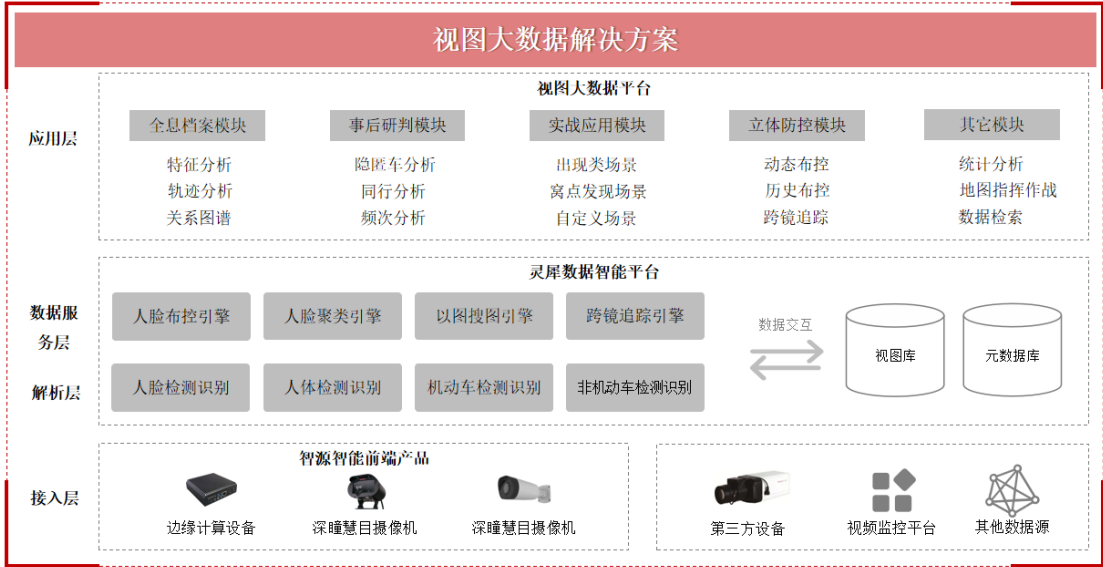 视图大数据解决方案
应用层
视图大数据平台
全息档案模块 事后研判模块 实战应用模块 立体防控模块 其它模块
特征分析 隐匿车分析 出现类场景 动态布控 统计分析
轨迹分析 同行分析 窝点发现场景 历史布控 地图指挥作战
关系图谱 频次分析 自定义场景 跨镜追踪 数据检索
数据服
务层
灵犀数据智能平台
人脸布控引擎 人脸聚类引擎 以图搜图引擎 跨镜追踪引擎
解析层
人脸检测识别 人体检测识别 机动车检测识别 非机动车检测识别
数据交互
视图库 元数据库
接入层
智源智能前端产品
边缘计算设备 深瞳慧目摄像机 深瞳慧目摄像机
第三方设备 视频监控平台 其他数据源